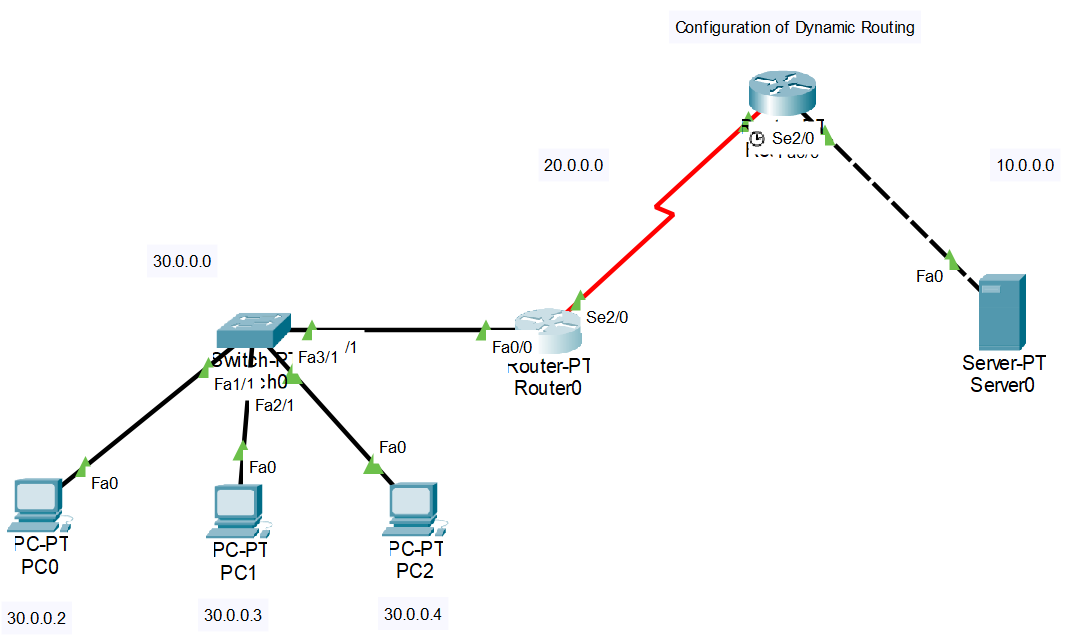 Configuration of Dynamic Routing
Se2/0
20.0.0.0
10.0.0.0
30.0.0.0
Fa0
Se2/0
Fa3/1
/1
Fa0/0
Router-PT
Router0
Server-PT
Server0
Fa1/1
Fa2/1
Fa0
Fa0
Fa0
PC-PT
PC0
PC-PT
PC1
PC-PT
PC2
30.0.0.2
30.0.0.3
30.0.0.4